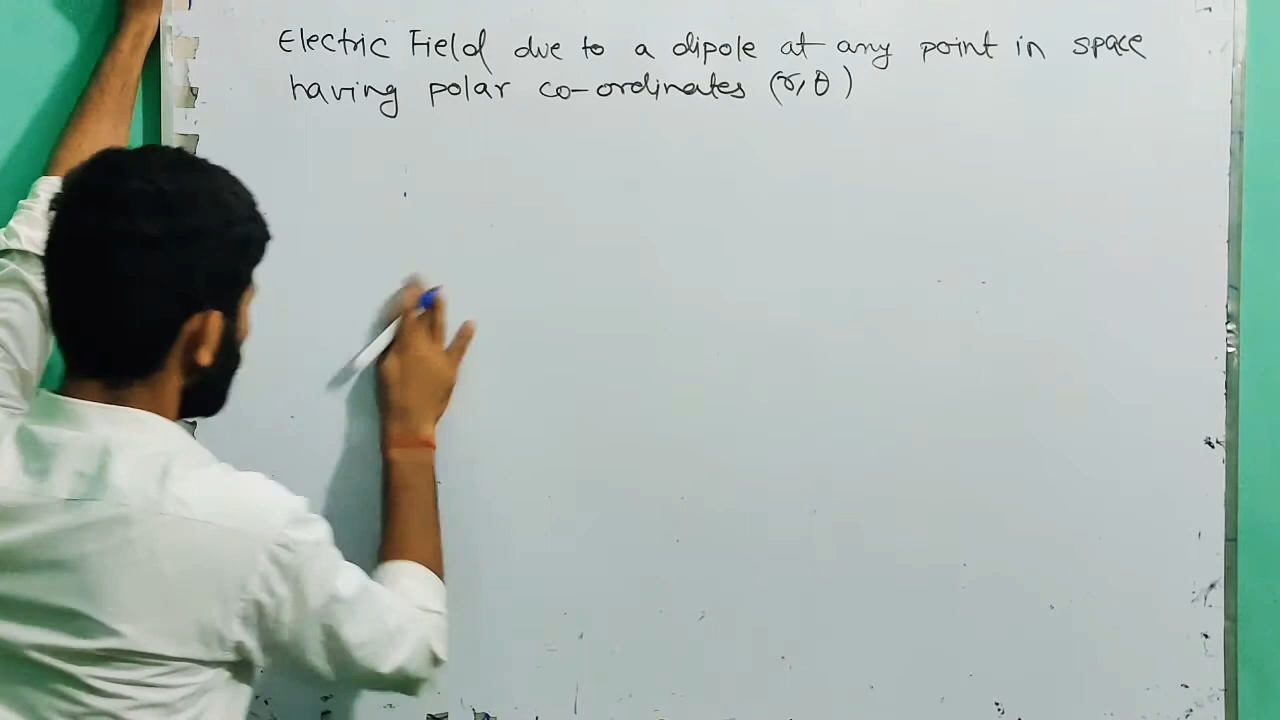 Electric Field due to a dipole at any point in space
having polar co-ordinates (r, θ)